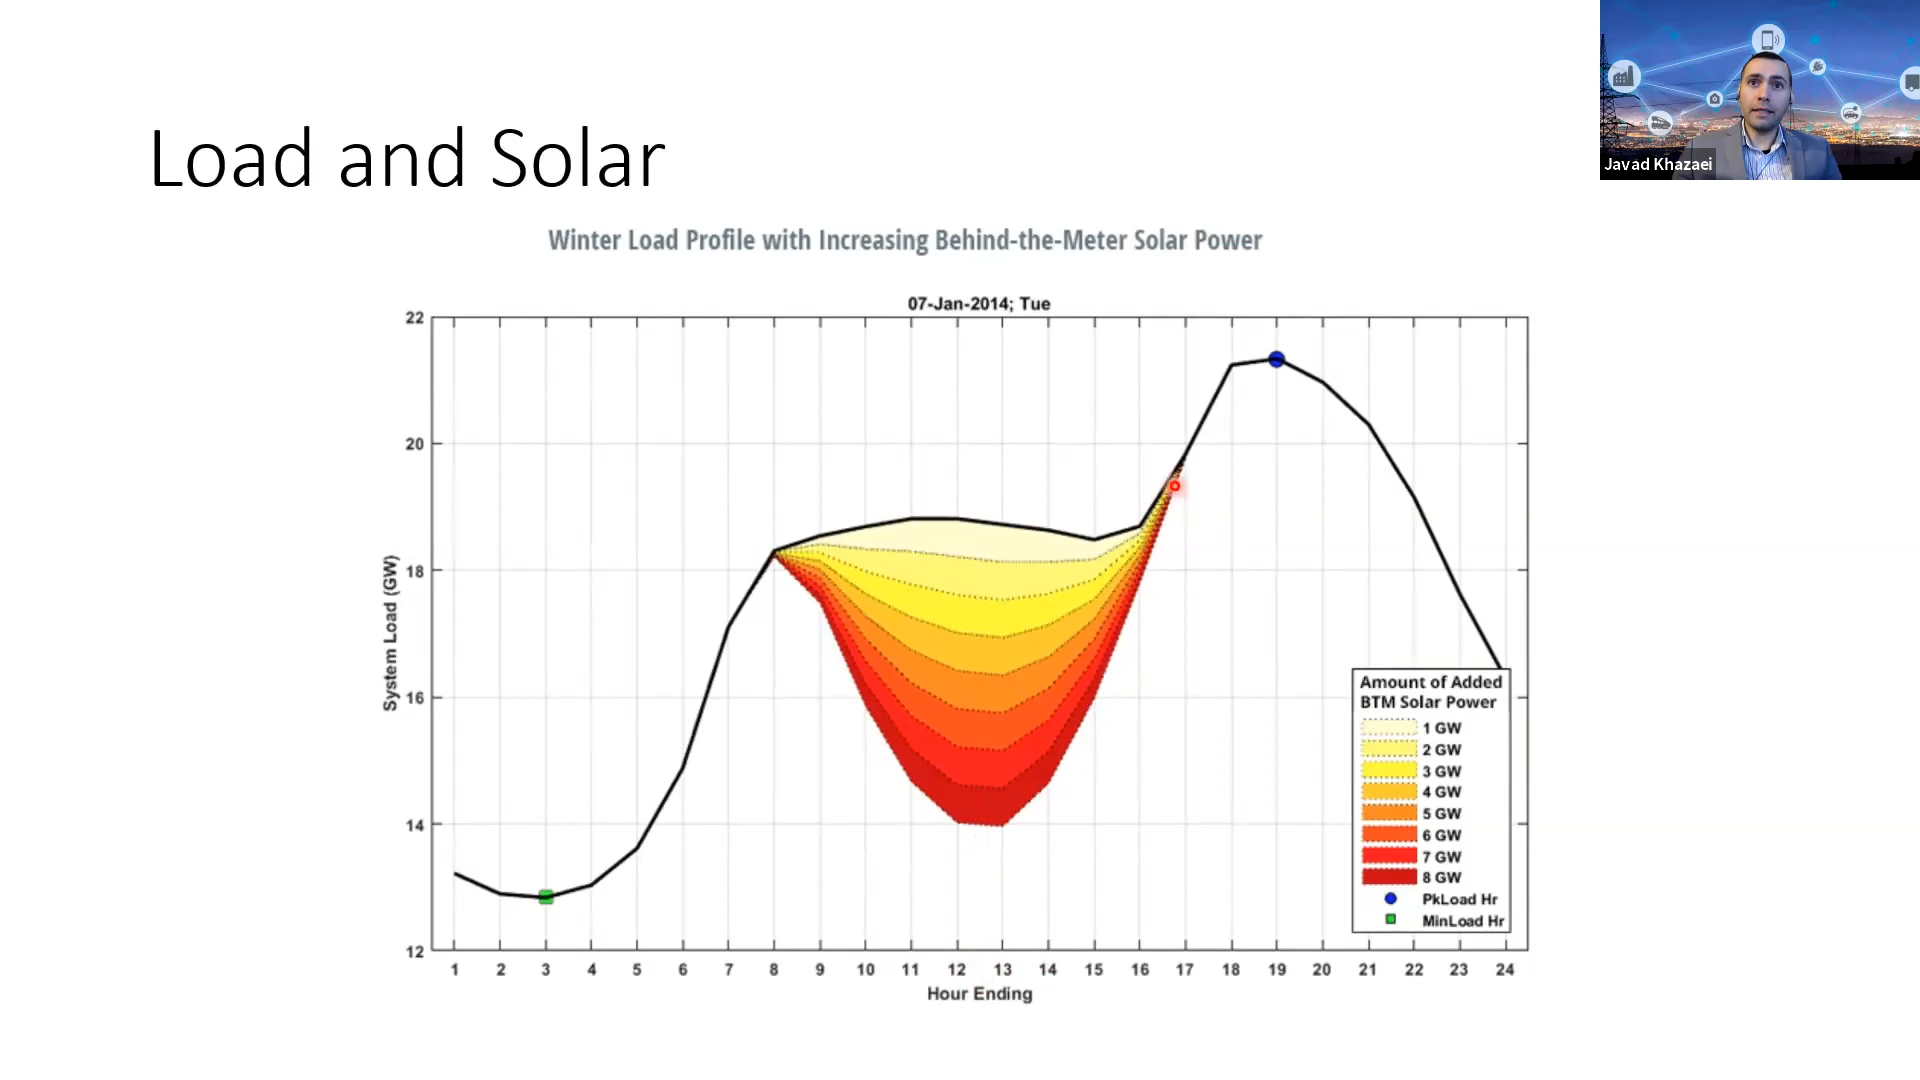 Javad Khazaei
Load and Solar
Winter Load Profile with Increasing Behind-the-Meter Solar Power
07-Jan-2014; Tue
22
20
18
16
14
12
System Load (GW)
1 2 3 4 5 6 7 8 9 10 11 12 13 14 15 16 17 18 19 20 21 22 23 24
Hour Ending
Amount of Added
BTM Solar Power
1 GW
2 GW
3 GW
4 GW
5 GW
6 GW
7 GW
8 GW
PkLoad Hr
MinLoad Hr